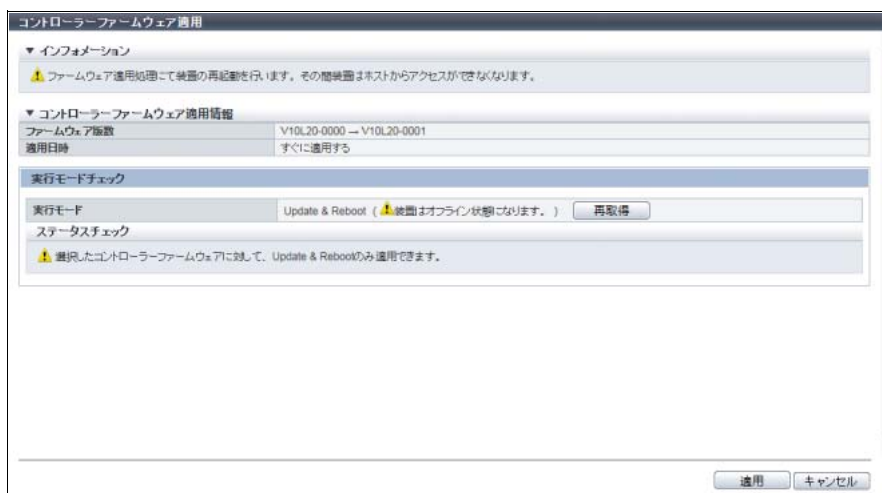 コントローラーファームウェア適用
▼ インフォメーション
ファームウェア適用処理にて装置の再起動を行います。その間装置はホストからアクセスができなくなります。
▼ コントローラーファームウェア適用情報
ファームウェア版数 V10L20-0000 → V10L20-0001
適用日時 すぐに適用する
実行モードチェック
実行モード Update & Reboot ( 装置はオフライン状態になります。 ) 再取得
ステータスチェック
選択したコントローラーファームウェアに対して、Update & Rebootのみ適用できます。
適用 キャンセル